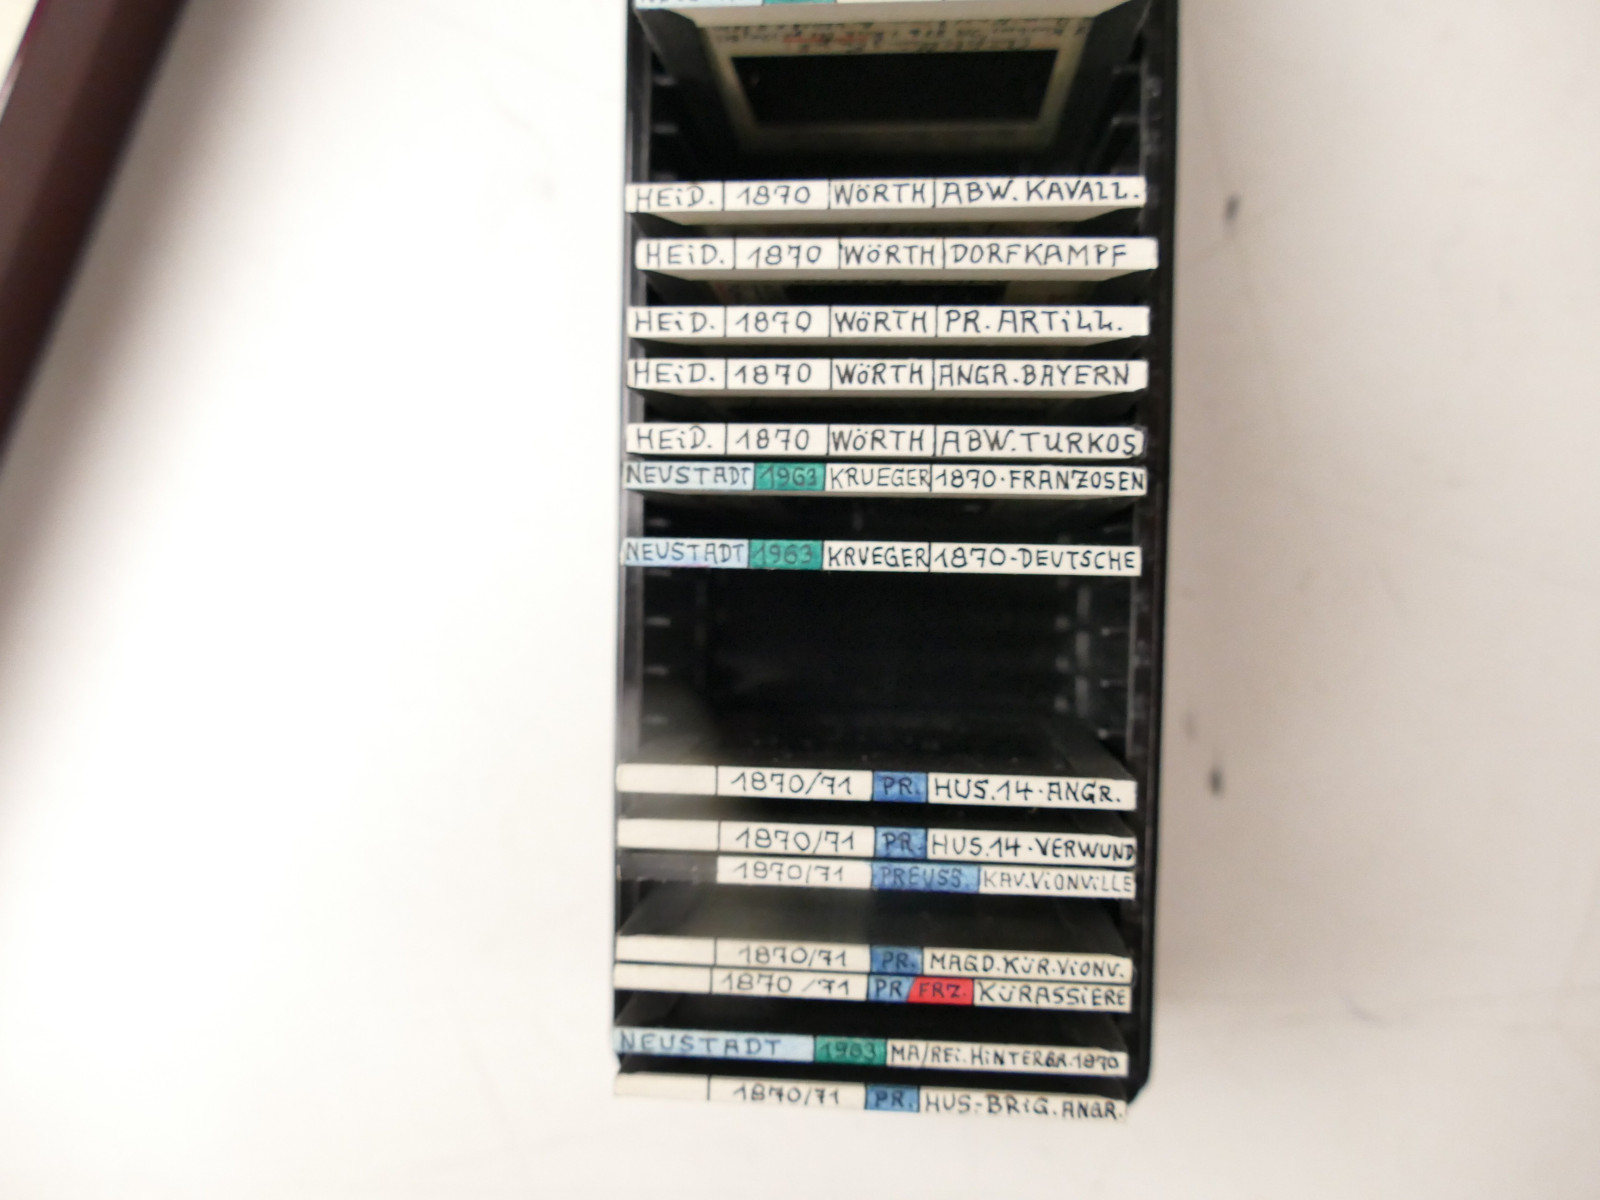 HEiD. 1870 WÖRTH ABW. KAVALL.
HEiD. 1870 WÖRTH DORFKAMPF
HEiD. 1870 WÖRTH PR. ARTiLL.
HEiD. 1870 WÖRTH ANGR. BAYERN
HEiD. 1870 WÖRTH ABW. TURKOS
NEUSTADT 1963 KRUEGER 1870-FRANZOSEN
NEUSTADT 1963 KRUEGER 1870-DEUTSCHE
1870/71 PR. HUS.14-ANGR.
1870/71 PR. HUS.14-VERWUND
1870/71 PREUSS. KAV.ViONViLLE
1870/71 PR. MAGD.KÜR.ViONV.
1870/71 PR FRZ. KÜRASSiERE
NEUSTADT 1963 MA/REi.HiNTERGR.1870
1870/71 PR. HUS-BRiG. ANGR.